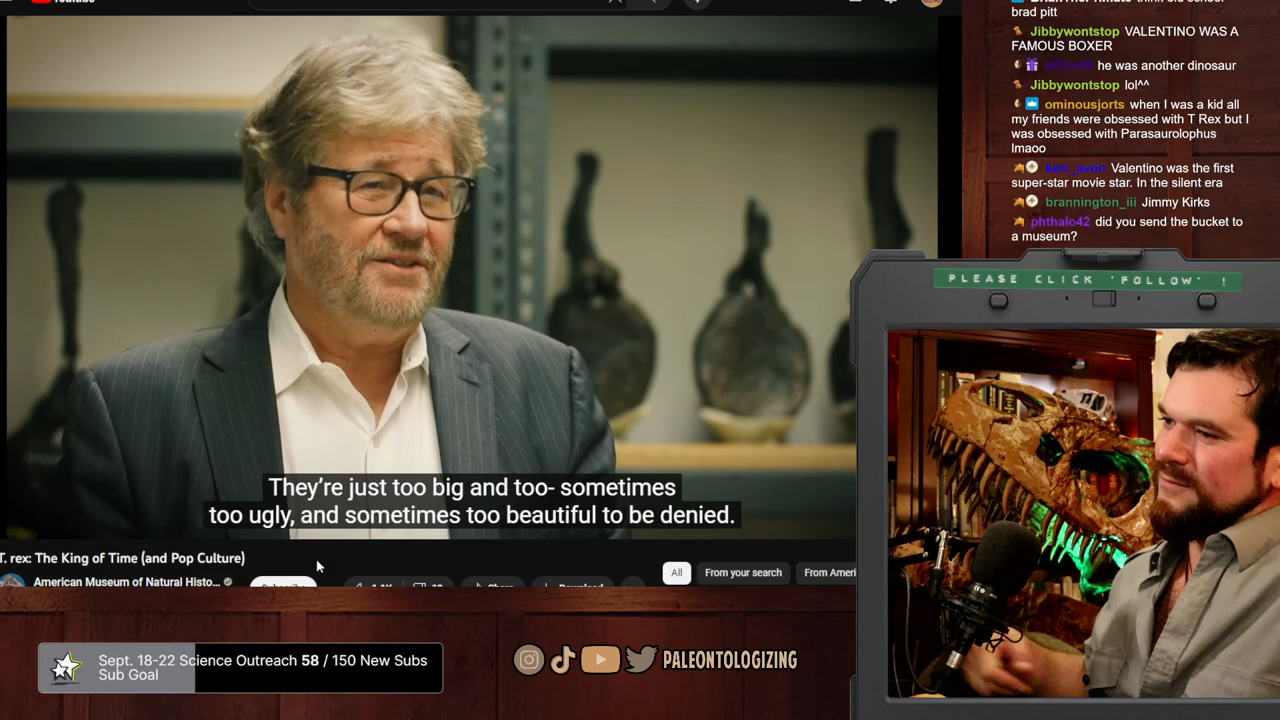 brad pitt
Jibbywontstop VALENTINO WAS A
FAMOUS BOXER
he was another dinosaur
Jibbywontstop lol^^
ominousjorts when I was a kid all
my friends were obsessed with T Rex but I
was obsessed with Parasaurolophus
lmaoo
keri_avon Valentino was the first
super-star movie star. In the silent era
brannington_iii Jimmy Kirks
phthalo42 did you send the bucket to
a museum?
PLEASE CLICK 'FOLLOW' !
They're just too big and too- sometimes
too ugly, and sometimes too beautiful to be denied.
T. rex: The King of Time (and Pop Culture)
American Museum of Natural Histo...
Subscribe
Share
Download
All
From your search
From Ameri
Sept. 18-22 Science Outreach 58 / 150 New Subs
Sub Goal
PALEONTOLOGIZING